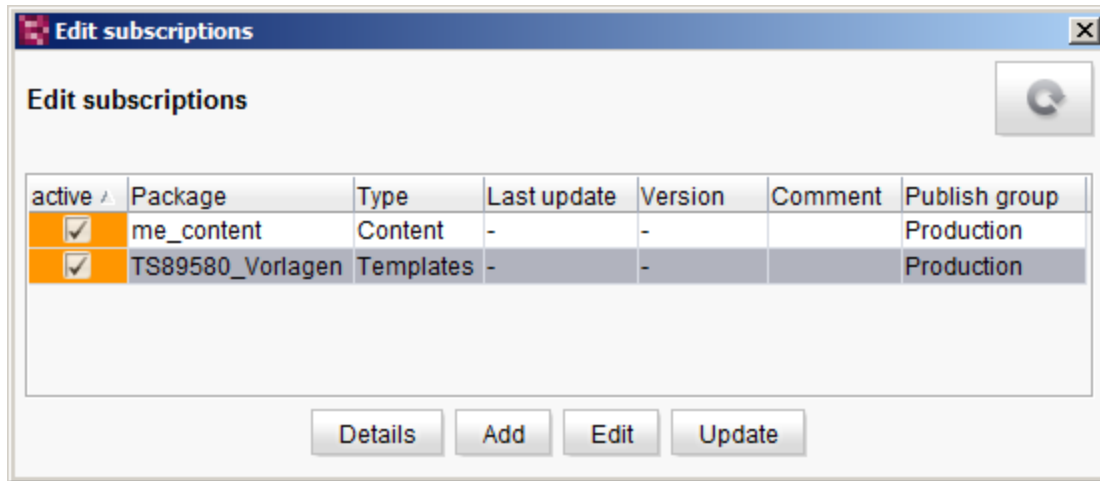 Edit subscriptions
Edit subscriptions
active Package Type Last update Version Comment Publish group
me_content Content - - Production
TS89580_Vorlagen Templates - - Production
Details Add Edit Update